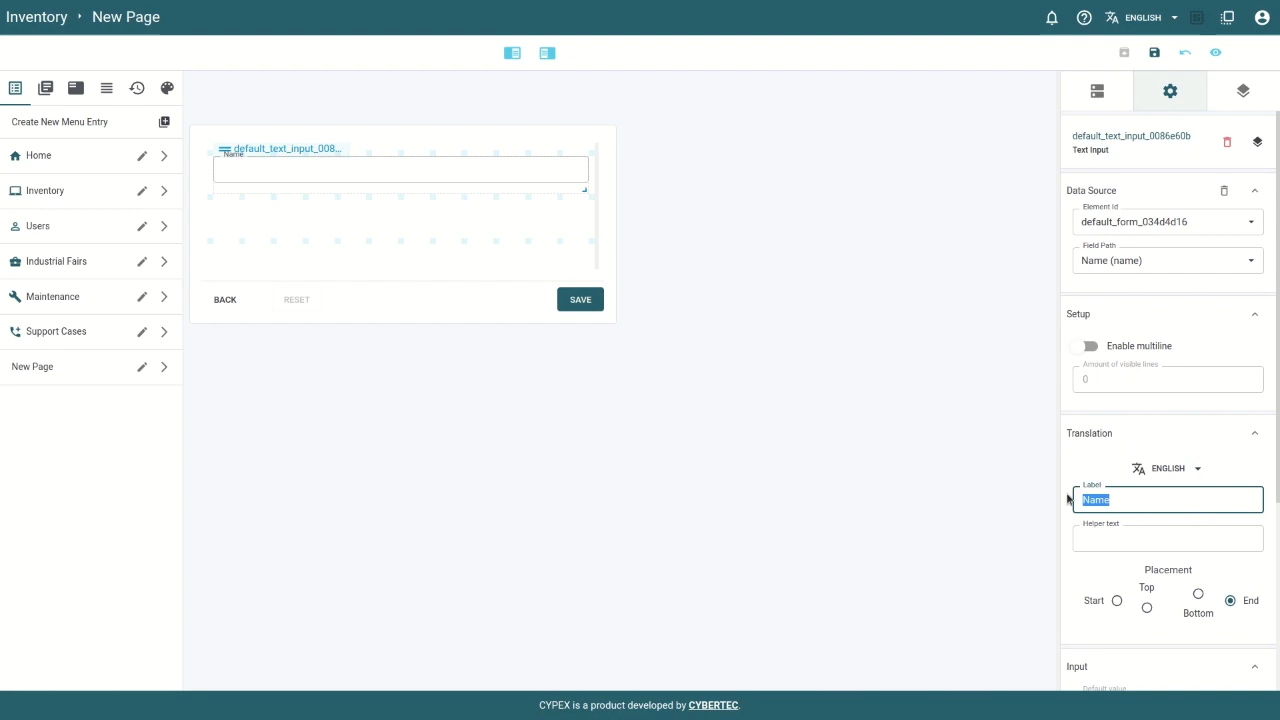 Inventory
New Page
ENGLISH
Create New Menu Entry
Home
Inventory
Users
Industrial Fairs
Maintenance
Support Cases
New Page
default_text_input_008...
Name
BACK
RESET
SAVE
default_text_input_0086e60b
Text Input
Data Source
Element Id
default_form_034d4d16
Field Path
Name (name)
Setup
Enable multiline
Amount of visible lines
0
Translation
ENGLISH
Label
Name
Helper text
Placement
Top
Start
End
Bottom
Input
Default value
CYPEX is a product developed by CYBERTEC.